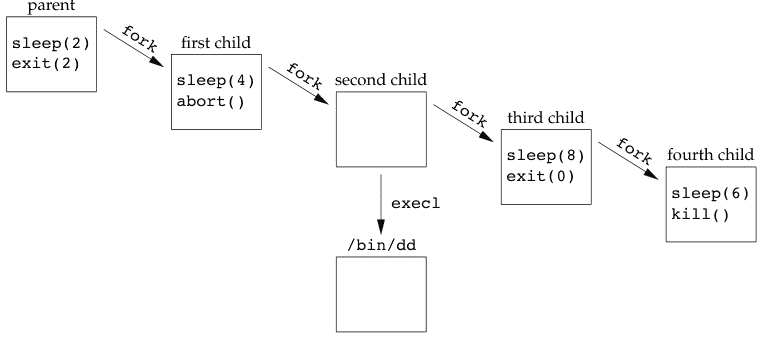 parent
sleep(2)
exit(2)
fork
first child
sleep(4)
abort()
fork
second child
fork
third child
sleep(8)
exit(0)
fork
fourth child
sleep(6)
kill()
execl
/bin/dd